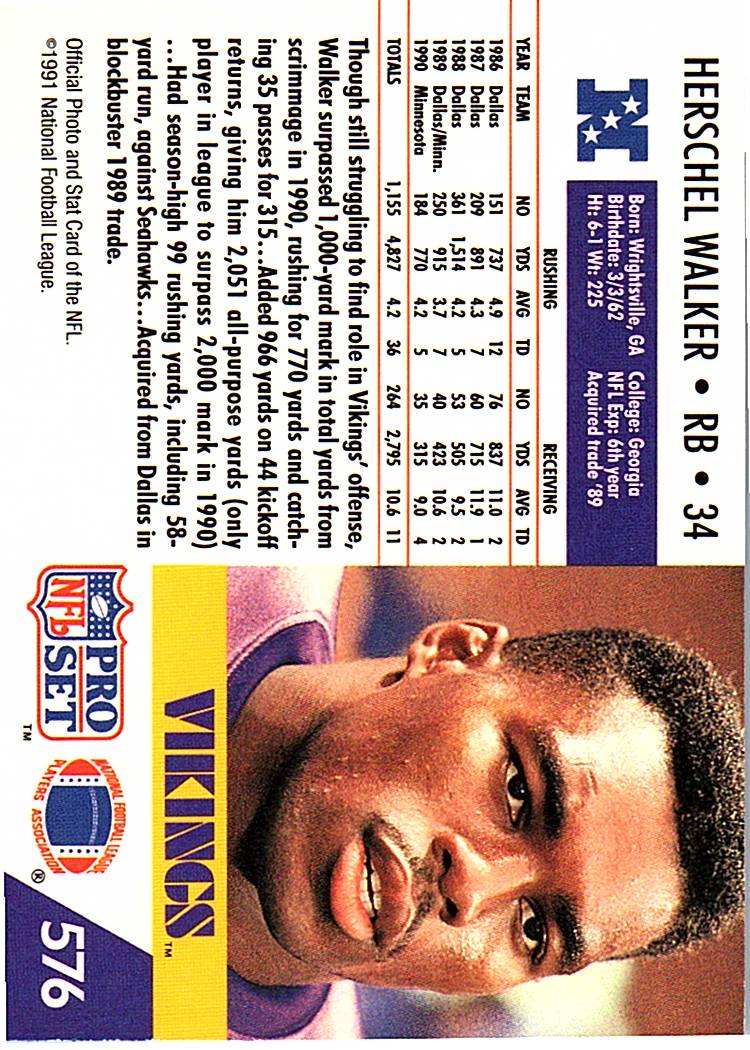 HERSCHEL WALKER • RB • 34
Born: Wrightsville, GA College: Georgia
Birthdate: 3/3/62 NFL Exp: 6th year
Ht: 6-1 Wt: 225 Acquired trade '89
RUSHING RECEIVING
YEAR TEAM NO YDS AVG TD NO YDS AVG TD
1986 Dallas 151 737 4.9 12 76 837 11.0 2
1987 Dallas 209 891 4.3 7 60 715 11.9 1
1988 Dallas 361 1,514 4.2 5 53 505 9.5 2
1989 Dallas/Minn. 250 915 3.7 7 40 423 10.6 2
1990 Minnesota 184 770 4.2 5 35 315 9.0 4
TOTALS 1,155 4,827 4.2 36 264 2,795 10.6 11
Though still struggling to find role in Vikings' offense,
Walker surpassed 1,000-yard mark in total yards from
scrimmage in 1990, rushing for 770 yards and catch-
ing 35 passes for 315...Added 966 yards on 44 kickoff
returns, giving him 2,051 all-purpose yards (only
player in league to surpass 2,000 mark in 1990)
...Had season-high 99 rushing yards, including 58-
yard run, against Seahawks...Acquired from Dallas in
blockbuster 1989 trade.
Official Photo and Stat Card of the NFL.
©1991 National Football League.
VIKINGS™
NFL PRO
SET™
NATIONAL FOOTBALL LEAGUE
PLAYERS ASSOCIATION®
576